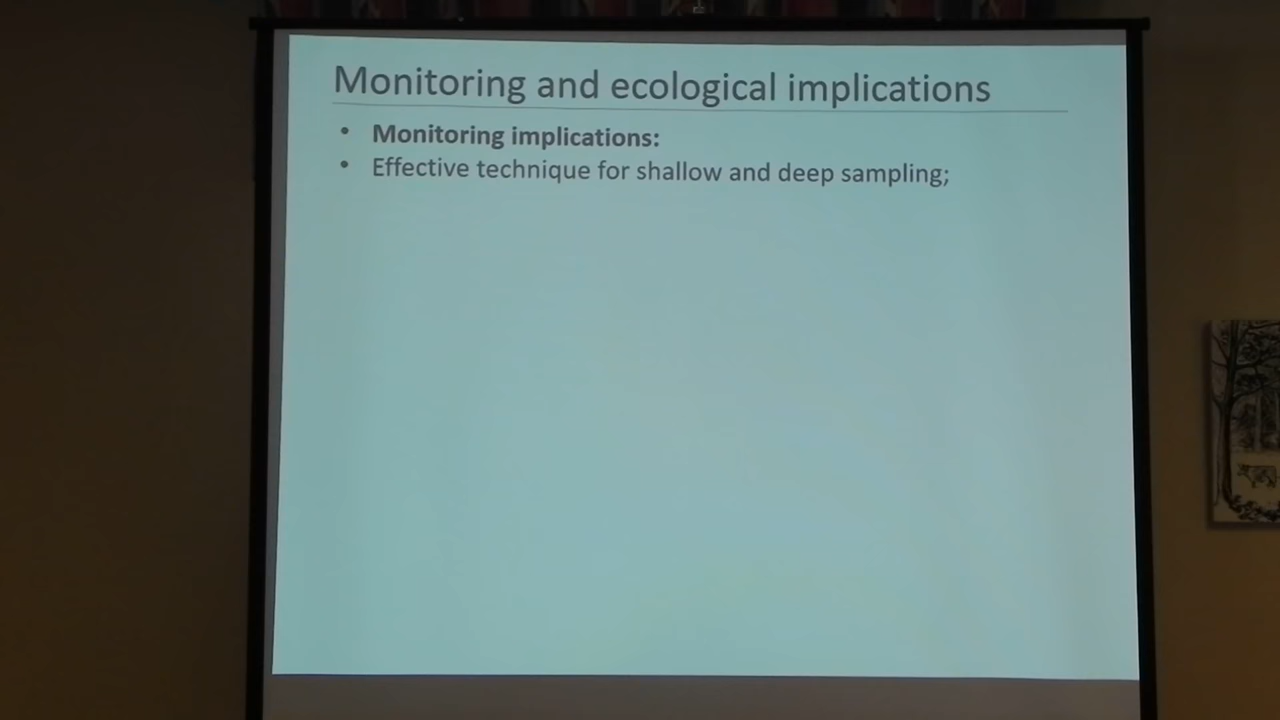 Monitoring and ecological implications
• Monitoring implications:
• Effective technique for shallow and deep sampling;